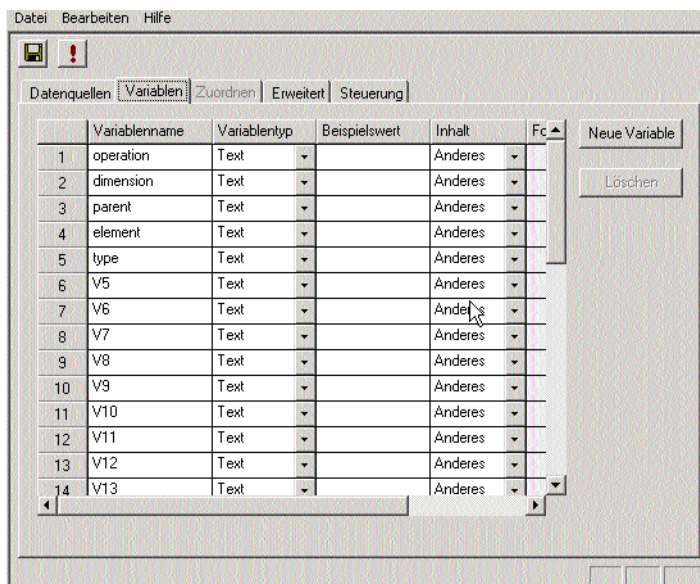 Datei Bearbeiten Hilfe
Datenquellen Variablen Zuordnen Erweitert Steuerung
Variablenname Variablentyp Beispielswert Inhalt Fo
Neue Variable
1 operation Text Anderes
2 dimension Text Anderes
Löschen
3 parent Text Anderes
4 element Text Anderes
5 type Text Anderes
6 V5 Text Anderes
7 V6 Text Anderes
8 V7 Text Anderes
9 V8 Text Anderes
10 V9 Text Anderes
11 V10 Text Anderes
12 V11 Text Anderes
13 V12 Text Anderes
14 V13 Text Anderes